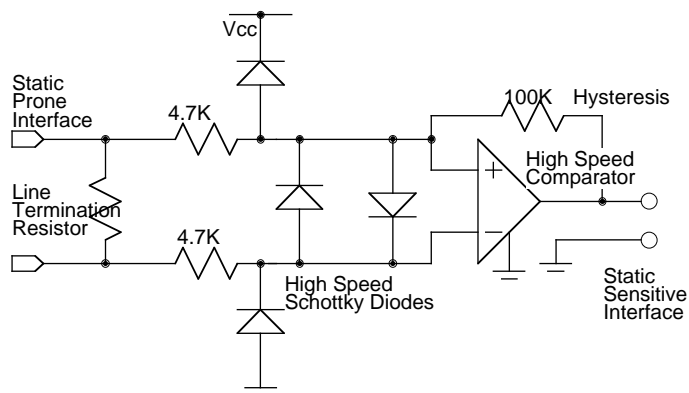 Vcc
Static
Prone
Interface
4.7K
100K
Hysteresis
High Speed
Comparator
Line
Termination
Resistor
4.7K
High Speed
Schottky Diodes
Static
Sensitive
Interface